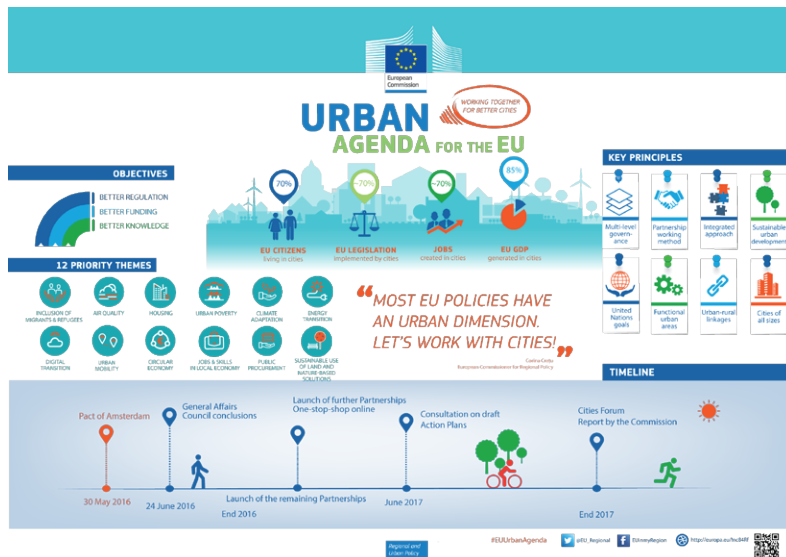 European
Commission
URBAN
AGENDA FOR THE EU
WORKING TOGETHER
FOR BETTER CITIES
OBJECTIVES
BETTER REGULATION
BETTER FUNDING
BETTER KNOWLEDGE
70%
EU CITIZENS
living in cities
~70%
EU LEGISLATION
implemented by cities
~70%
JOBS
created in cities
85%
EU GDP
generated in cities
KEY PRINCIPLES
Multi-level
govern-
ance
Partnership
working
method
Integrated
approach
Sustainable
urban
development
United
Nations
goals
Functional
urban
areas
Urban-rural
linkages
Cities of
all sizes
12 PRIORITY THEMES
INCLUSION OF
MIGRANTS & REFUGEES
AIR QUALITY
HOUSING
URBAN POVERTY
CLIMATE
ADAPTATION
ENERGY
TRANSITION
DIGITAL
TRANSITION
URBAN
MOBILITY
CIRCULAR
ECONOMY
JOBS & SKILLS
IN LOCAL ECONOMY
PUBLIC
PROCUREMENT
SUSTAINABLE USE
OF LAND AND
NATURE-BASED
SOLUTIONS
“MOST EU POLICIES HAVE
AN URBAN DIMENSION.
LET'S WORK WITH CITIES!”
Corina Crețu
European Commissioner for Regional Policy
TIMELINE
Pact of Amsterdam
30 May 2016
General Affairs
Council conclusions
24 June 2016
Launch of further Partnerships
One-stop-shop online
Launch of the remaining Partnerships
End 2016
Consultation on draft
Action Plans
June 2017
Cities Forum
Report by the Commission
End 2017
Regional and
Urban Policy
#EUUrbanAgenda
@EU_Regional
EUinmyRegion